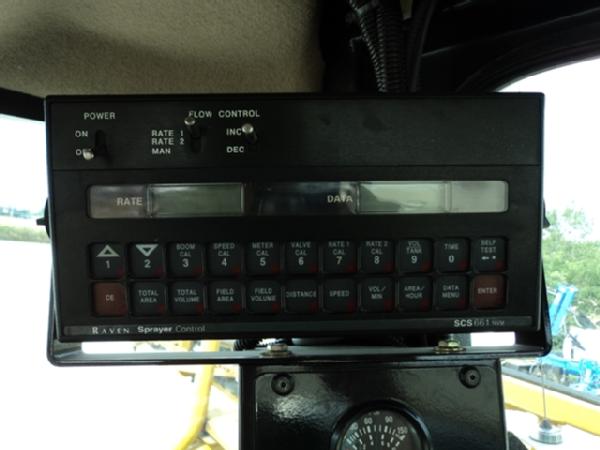 POWER FLOW CONTROL
ON RATE 1 INC
RATE 2
MAN DEC
RATE DATA
BOOM CAL SPEED CAL METER CAL VALVE CAL RATE 1 CAL RATE 2 CAL VOL TANK TIME SELF TEST
1 2 3 4 5 6 7 8 9 0
TOTAL AREA TOTAL VOLUME FIELD AREA FIELD VOLUME DISTANCE SPEED VOL/MIN AREA/HOUR DATA MENU ENTER
RAVEN Sprayer Control SCS 661
60 90 150